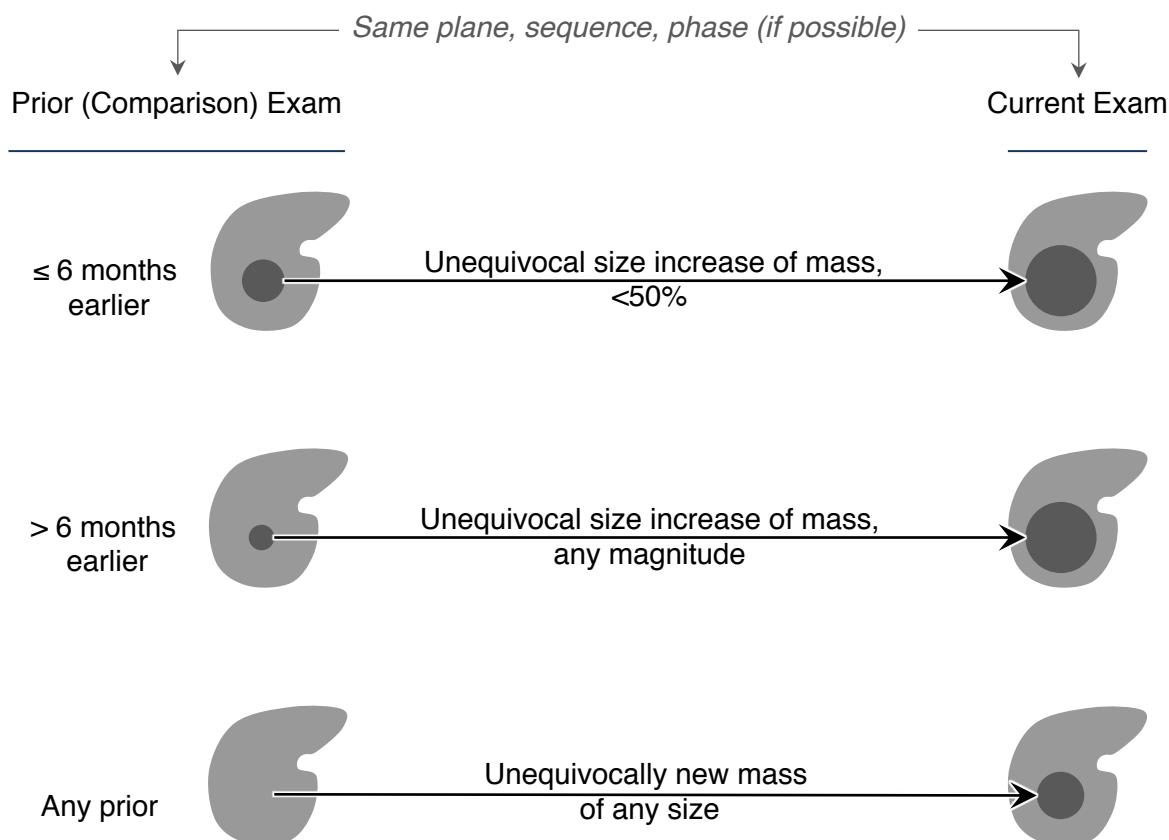 Same plane, sequence, phase (if possible)
Prior (Comparison) Exam
Current Exam
≤ 6 months
earlier
Unequivocal size increase of mass,
<50%
> 6 months
earlier
Unequivocal size increase of mass,
any magnitude
Any prior
Unequivocally new mass
of any size